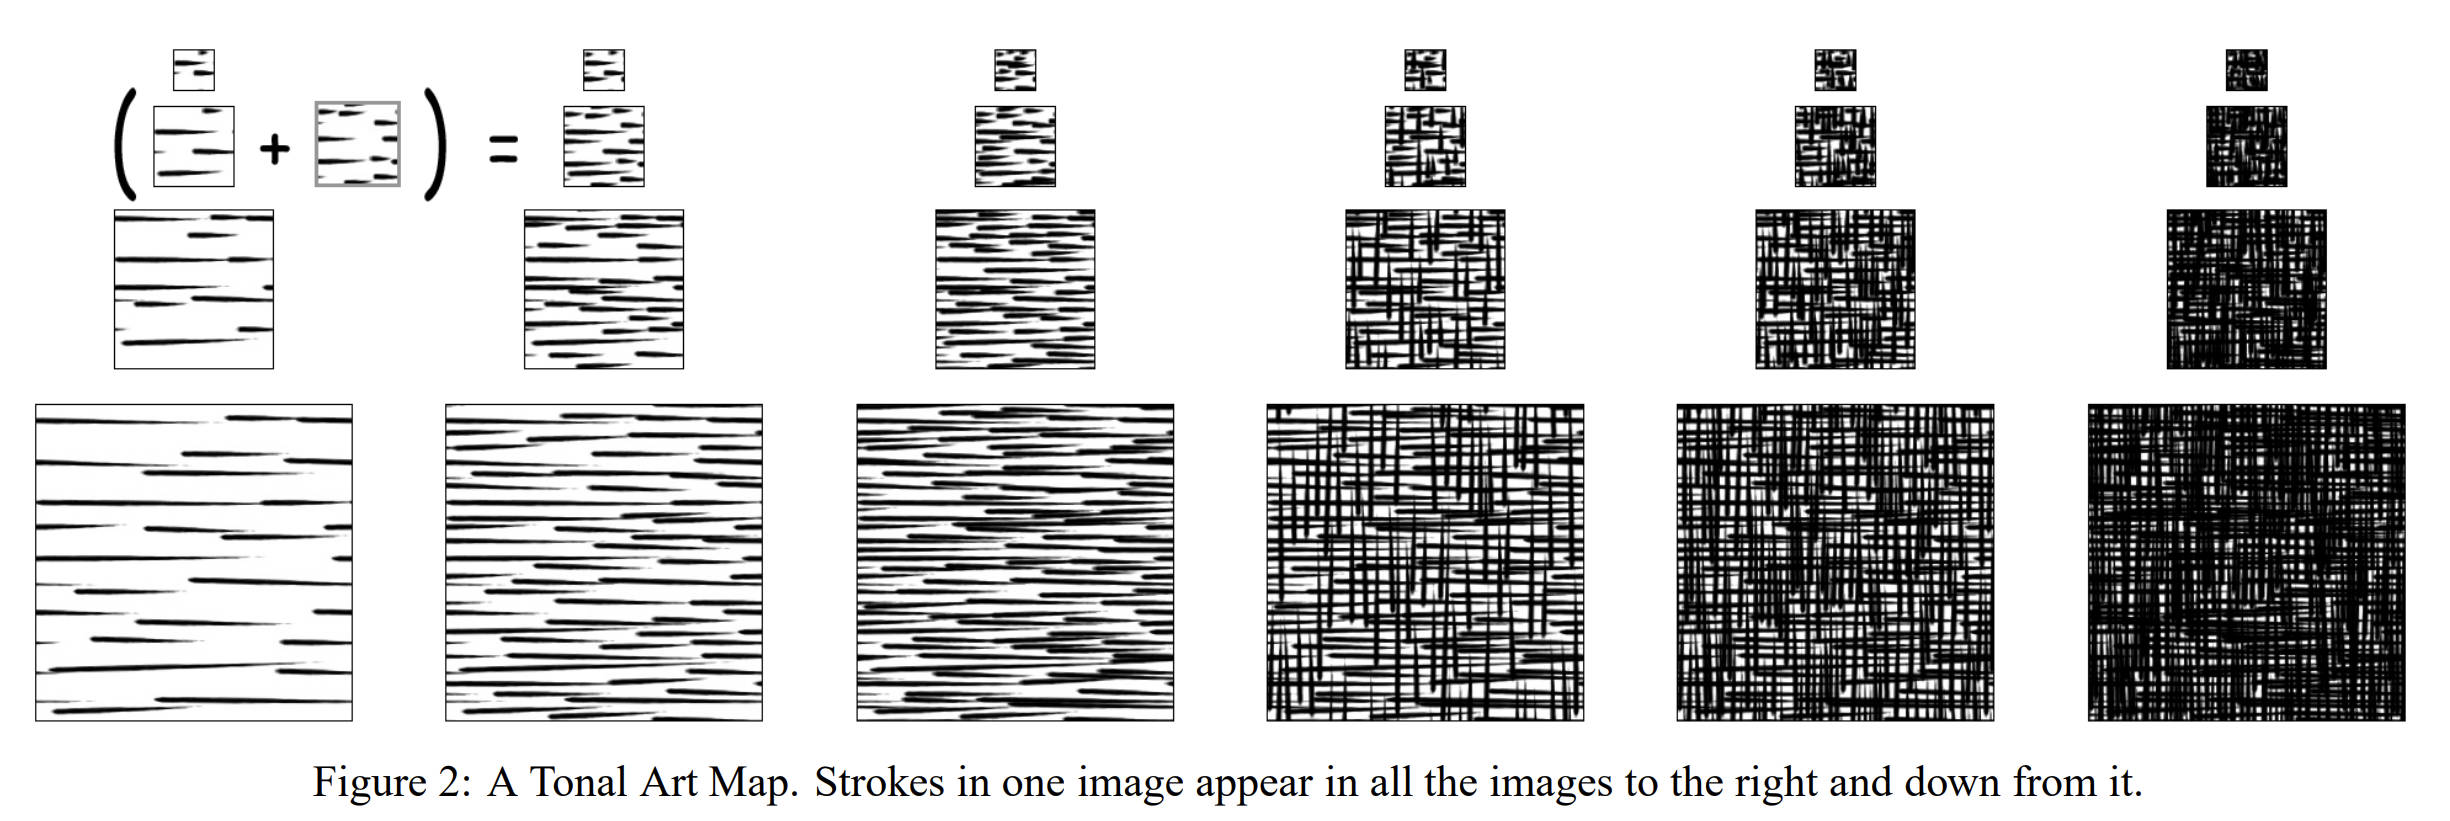 ( + ) =
Figure 2: A Tonal Art Map. Strokes in one image appear in all the images to the right and down from it.